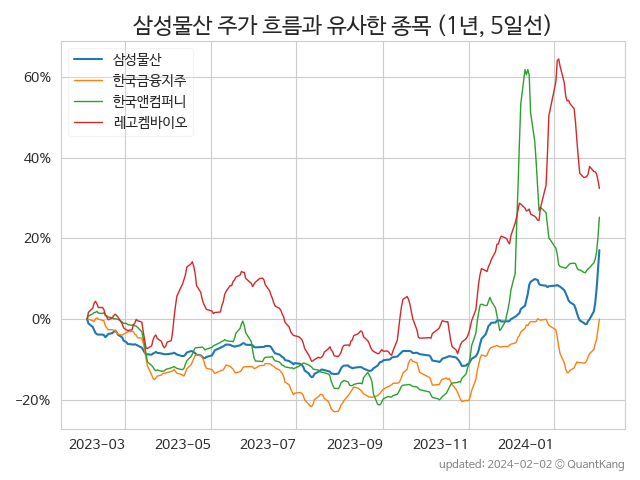 삼성물산 주가 흐름과 유사한 종목 (1년, 5일선)
삼성물산
한국금융지주
한국앤컴퍼니
레고켐바이오
60%
40%
20%
0%
−20%
2023-03 2023-05 2023-07 2023-09 2023-11 2024-01
updated: 2024-02-02 © QuantKang